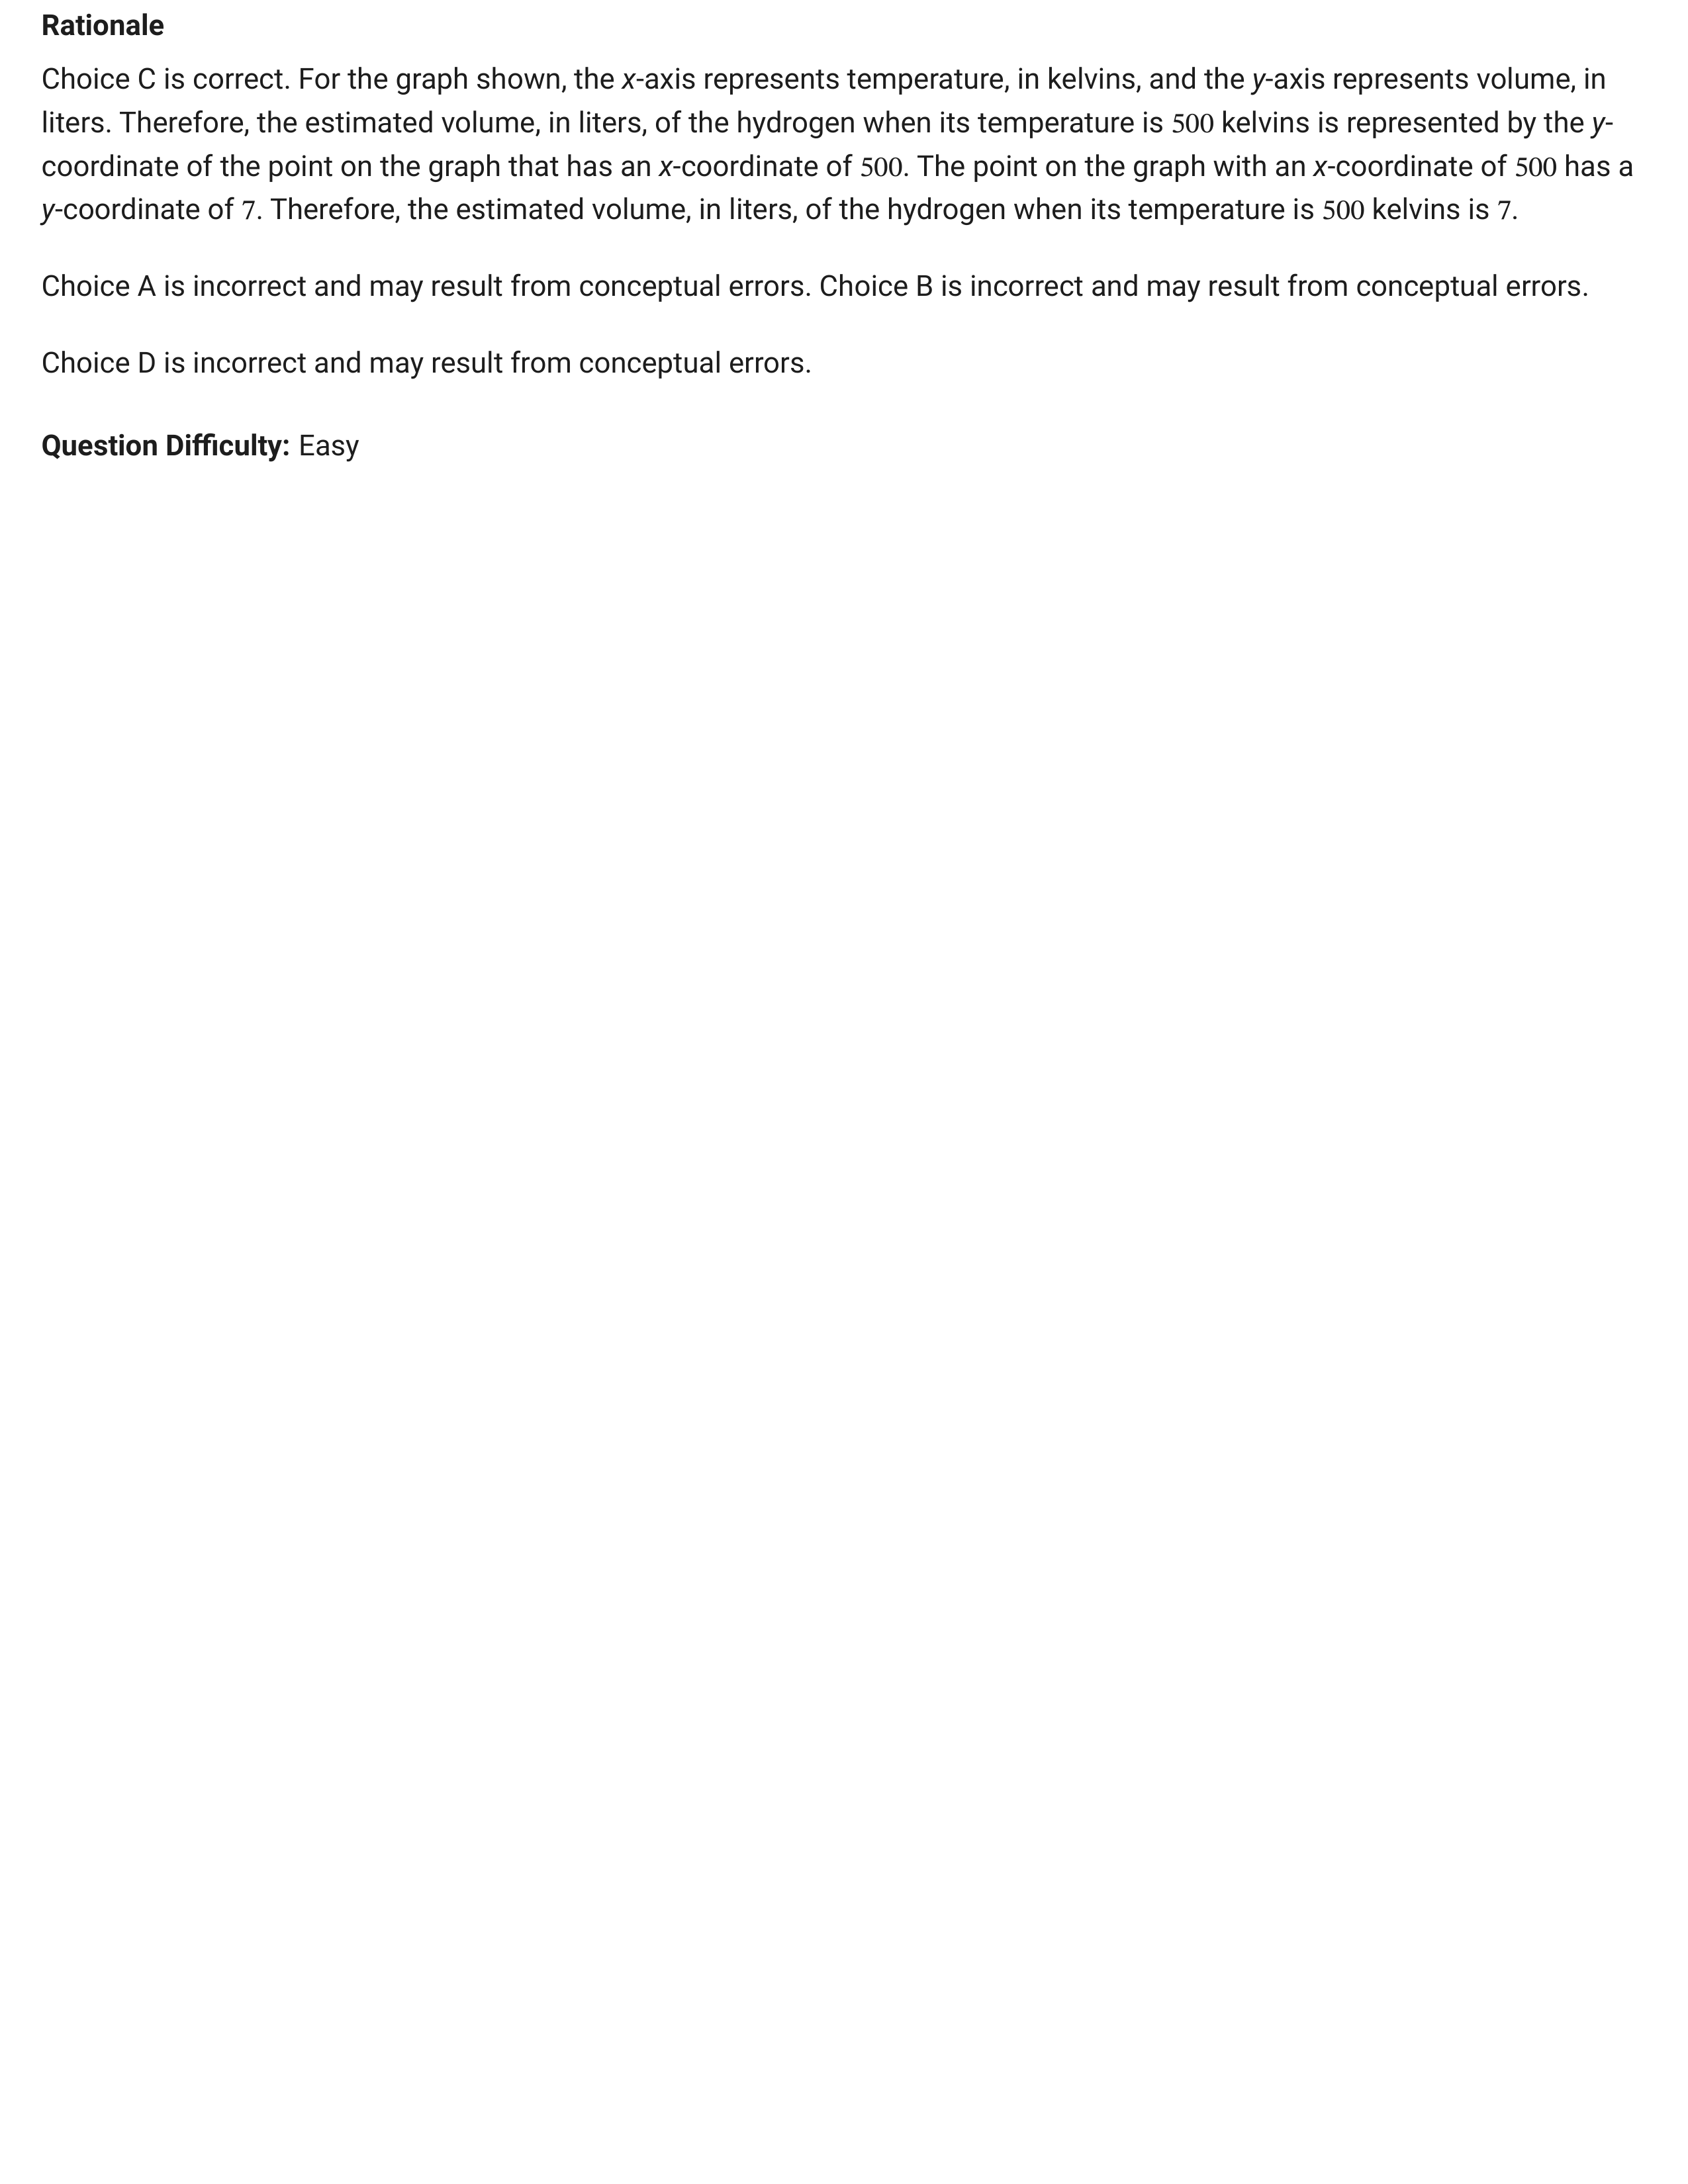 Rationale
Choice C is correct. For the graph shown, the x-axis represents temperature, in kelvins, and the y-axis represents volume, in
liters. Therefore, the estimated volume, in liters, of the hydrogen when its temperature is 500 kelvins is represented by the y-
coordinate of the point on the graph that has an x-coordinate of 500. The point on the graph with an x-coordinate of 500 has a
y-coordinate of 7. Therefore, the estimated volume, in liters, of the hydrogen when its temperature is 500 kelvins is 7.
Choice A is incorrect and may result from conceptual errors. Choice B is incorrect and may result from conceptual errors.
Choice D is incorrect and may result from conceptual errors.
Question Difficulty: Easy